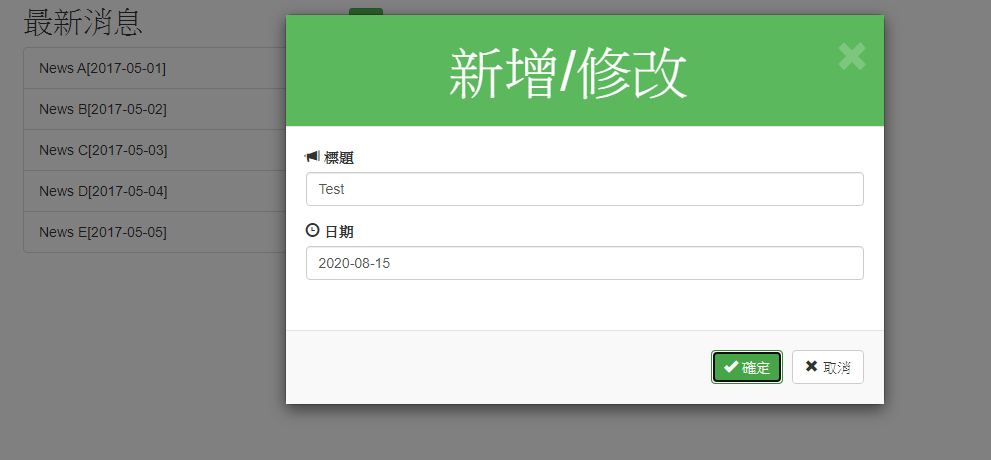 最新消息
News A[2017-05-01]
News B[2017-05-02]
News C[2017-05-03]
News D[2017-05-04]
News E[2017-05-05]
新增/修改
標題
Test
日期
2020-08-15
確定
取消